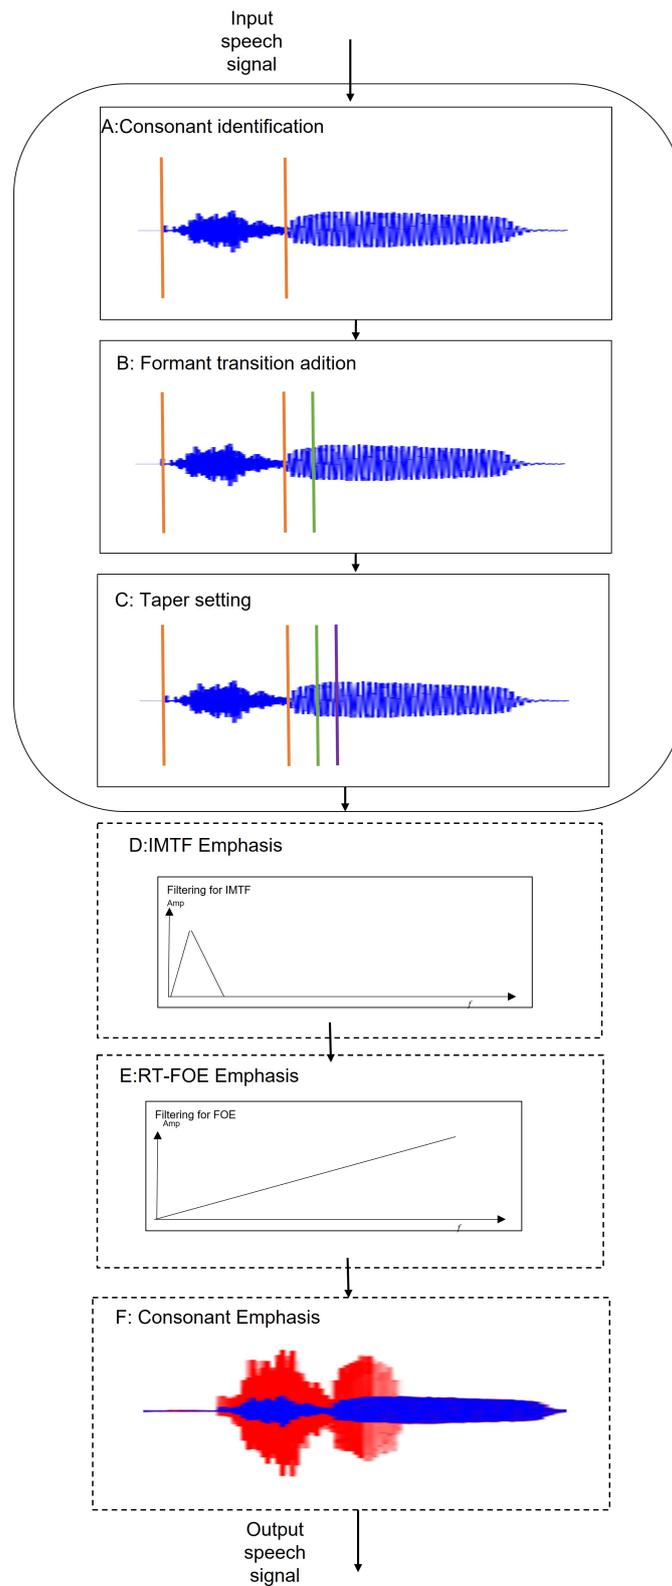 Input
speech
signal
A:Consonant identification
B: Formant transition adition
C: Taper setting
D:IMTF Emphasis
Filtering for IMTF
Amp
f
E:RT-FOE Emphasis
Filtering for FOE
Amp
f
F: Consonant Emphasis
Output
speech
signal